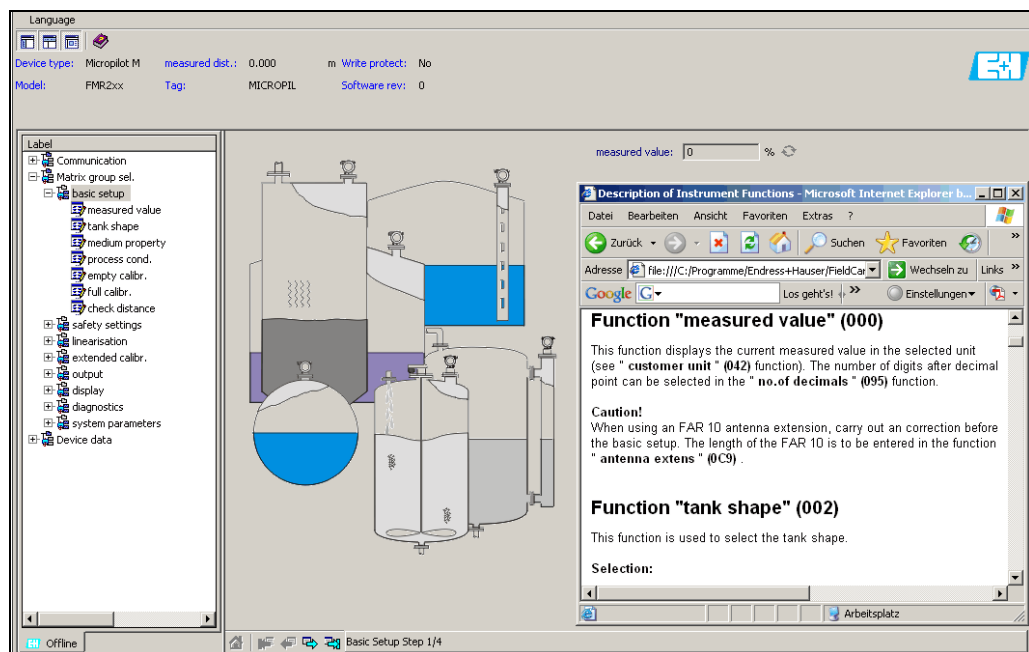 Language
Device type: Micropilot M measured dist.: 0.000 m Write protect: No
Model: FMR2xx Tag: MICROPIL Software rev: 0
E+H
Label
Communication
Matrix group sel.
basic setup
measured value
tank shape
medium property
process cond.
empty calibr.
full calibr.
check distance
safety settings
linearisation
extended calibr.
output
display
diagnostics
system parameters
Device data
measured value: 0 %
Description of Instrument Functions - Microsoft Internet Explorer b...
Datei Bearbeiten Ansicht Favoriten Extras ?
Zurück Suchen Favoriten »
Adresse file:///C:/Programme/Endress+Hauser/FieldCar Wechseln zu Links »
Google G Los geht's! » Einstellungen
Function "measured value" (000)
This function displays the current measured value in the selected unit
(see " customer unit " (042) function). The number of digits after decimal
point can be selected in the " no.of decimals " (095) function.
Caution!
When using an FAR 10 antenna extension, carry out an correction before
the basic setup. The length of the FAR 10 is to be entered in the function
" antenna extens " (0C9) .
Function "tank shape" (002)
This function is used to select the tank shape.
Selection:
Arbeitsplatz
Offline
Basic Setup Step 1/4